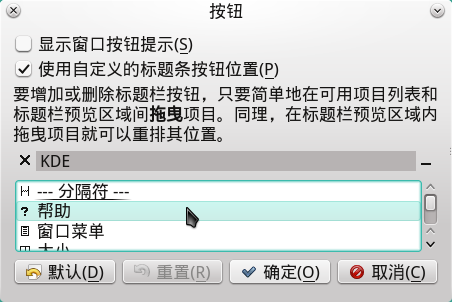 按钮
显示窗口按钮提示(S)
使用自定义的标题条按钮位置(P)
要增加或删除标题栏按钮，只要简单地在可用项目列表和
标题栏预览区域间拖曳项目。同理，在标题栏预览区域内
拖曳项目就可以重排其位置。
KDE
--- 分隔符 ---
帮助
窗口菜单
大小
默认(D) 重置(R) 确定(O) 取消(C)